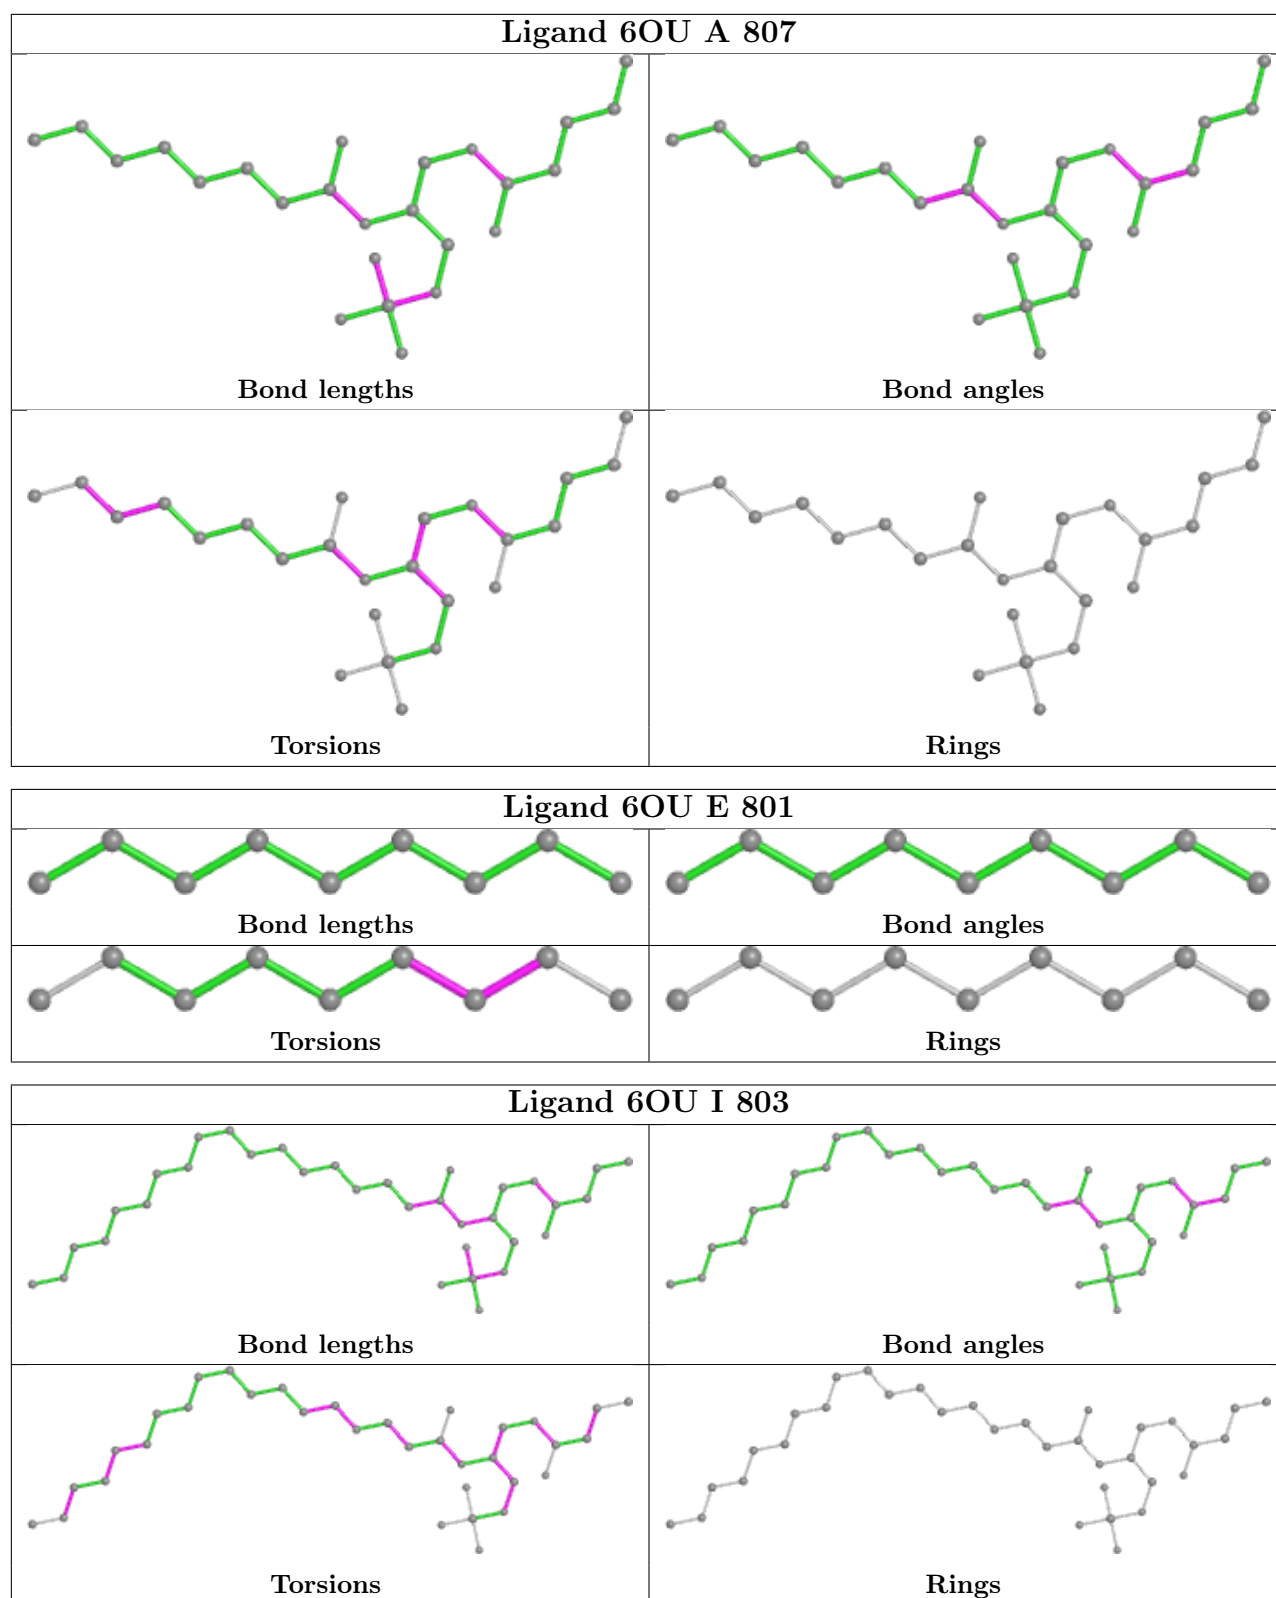 Ligand 6OU A 807
Bond lengths
Bond angles
Torsions
Rings
Ligand 6OU E 801
Bond lengths
Bond angles
Torsions
Rings
Ligand 6OU I 803
Bond lengths
Bond angles
Torsions
Rings